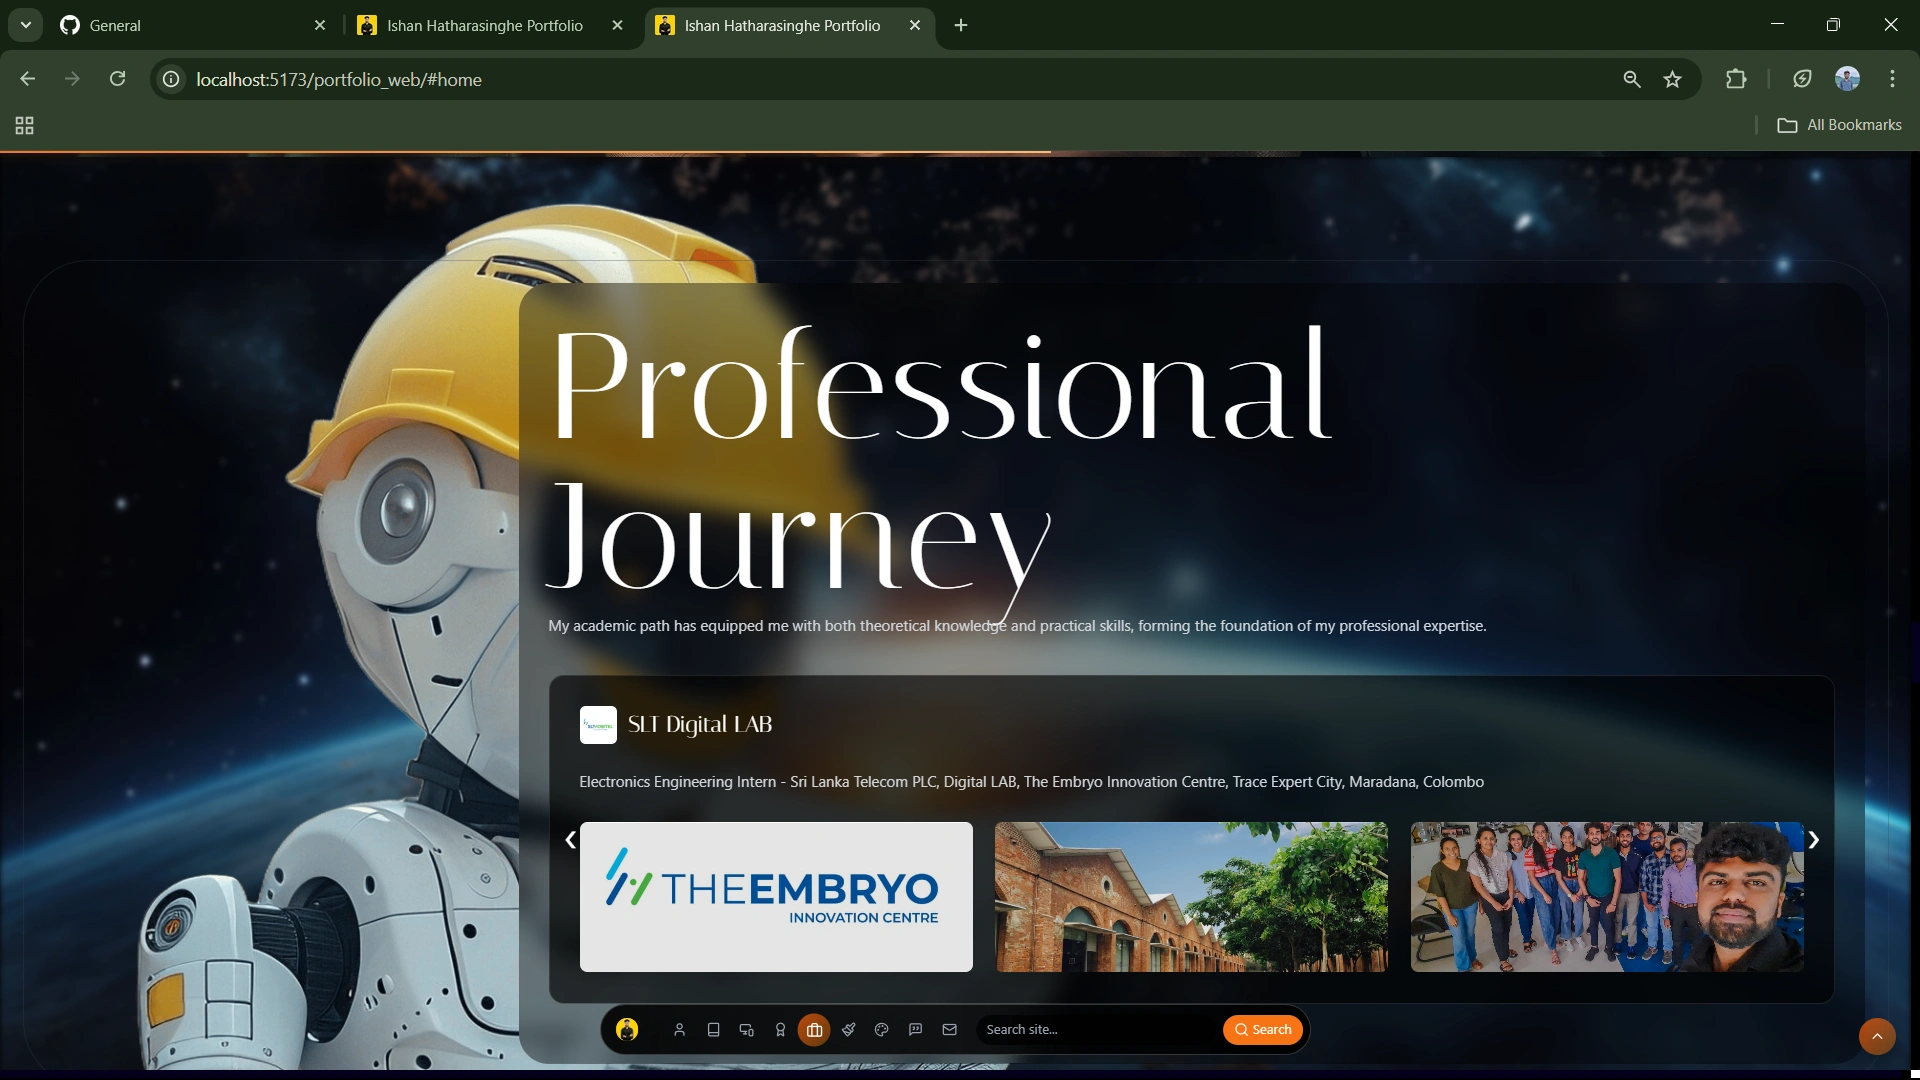 General
Ishan Hatharasinghe Portfolio
Ishan Hatharasinghe Portfolio
localhost:5173/portfolio_web/#home
All Bookmarks
Professional
Journey
My academic path has equipped me with both theoretical knowledge and practical skills, forming the foundation of my professional expertise.
SLT Digital LAB
Electronics Engineering Intern - Sri Lanka Telecom PLC, Digital LAB, The Embryo Innovation Centre, Trace Expert City, Maradana, Colombo
THEEMBRYO
INNOVATION CENTRE
Search site...
Search